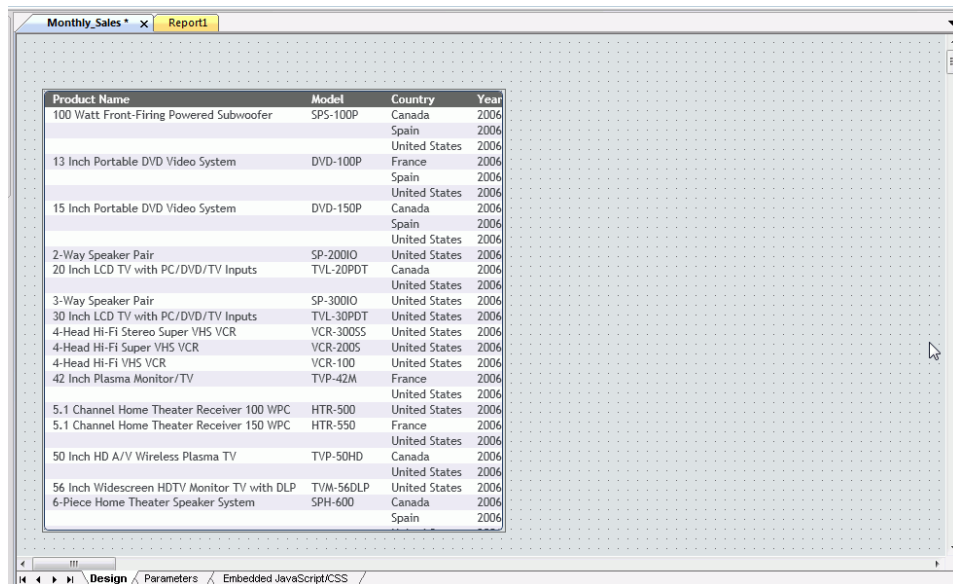 Monthly_Sales * x Report1
Product Name Model Country Year
100 Watt Front-Firing Powered Subwoofer SPS-100P Canada 2006
Spain 2006
United States 2006
13 Inch Portable DVD Video System DVD-100P France 2006
Spain 2006
United States 2006
15 Inch Portable DVD Video System DVD-150P Canada 2006
Spain 2006
United States 2006
2-Way Speaker Pair SP-200IO United States 2006
20 Inch LCD TV with PC/DVD/TV Inputs TVL-20PDT Canada 2006
United States 2006
3-Way Speaker Pair SP-300IO United States 2006
30 Inch LCD TV with PC/DVD/TV Inputs TVL-30PDT United States 2006
4-Head Hi-Fi Stereo Super VHS VCR VCR-300SS United States 2006
4-Head Hi-Fi Super VHS VCR VCR-200S United States 2006
4-Head Hi-Fi VHS VCR VCR-100 United States 2006
42 Inch Plasma Monitor/TV TVP-42M France 2006
United States 2006
5.1 Channel Home Theater Receiver 100 WPC HTR-500 United States 2006
5.1 Channel Home Theater Receiver 150 WPC HTR-550 France 2006
United States 2006
50 Inch HD A/V Wireless Plasma TV TVP-50HD Canada 2006
United States 2006
56 Inch Widescreen HDTV Monitor TV with DLP TVM-56DLP United States 2006
6-Piece Home Theater Speaker System SPH-600 Canada 2006
Spain 2006
Design Parameters Embedded JavaScript/CSS